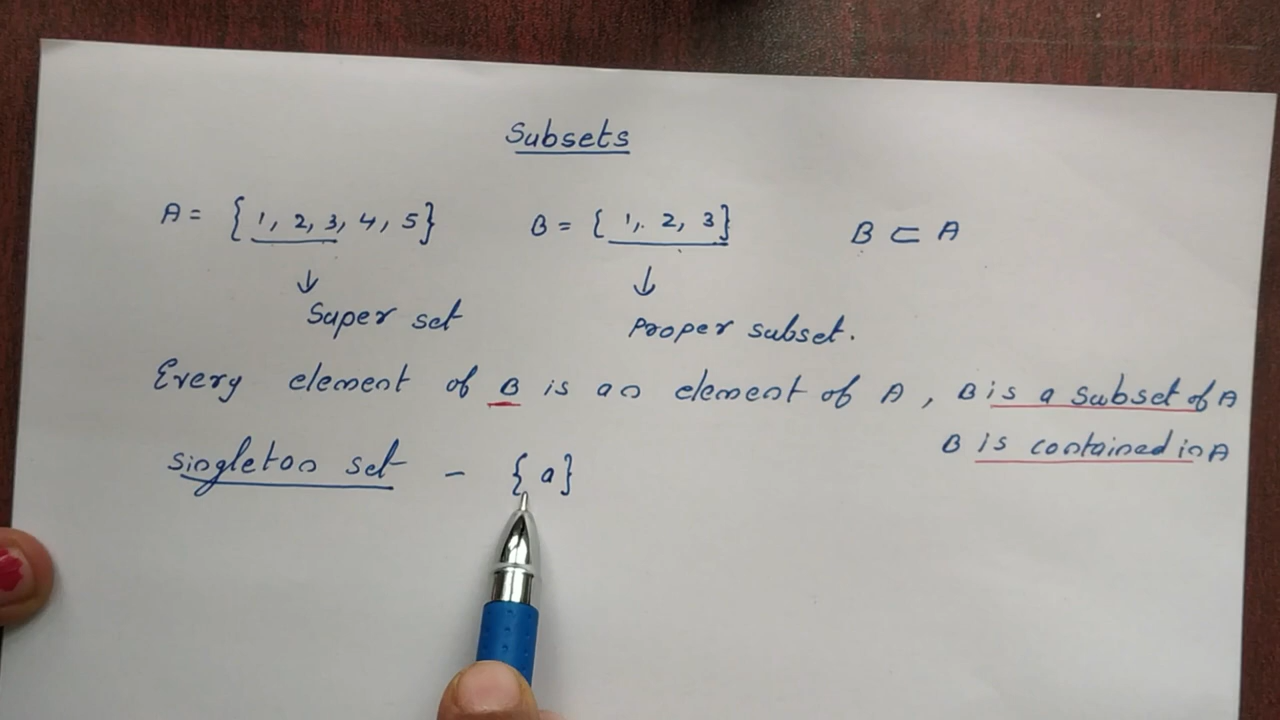 Subsets
A = { 1, 2, 3, 4, 5} B = { 1, 2, 3} B ⊂ A
↓ ↓
Super set Proper subset.
Every element of B is an element of A , B is a subset of A
B is contained in A
singleton set - { a}